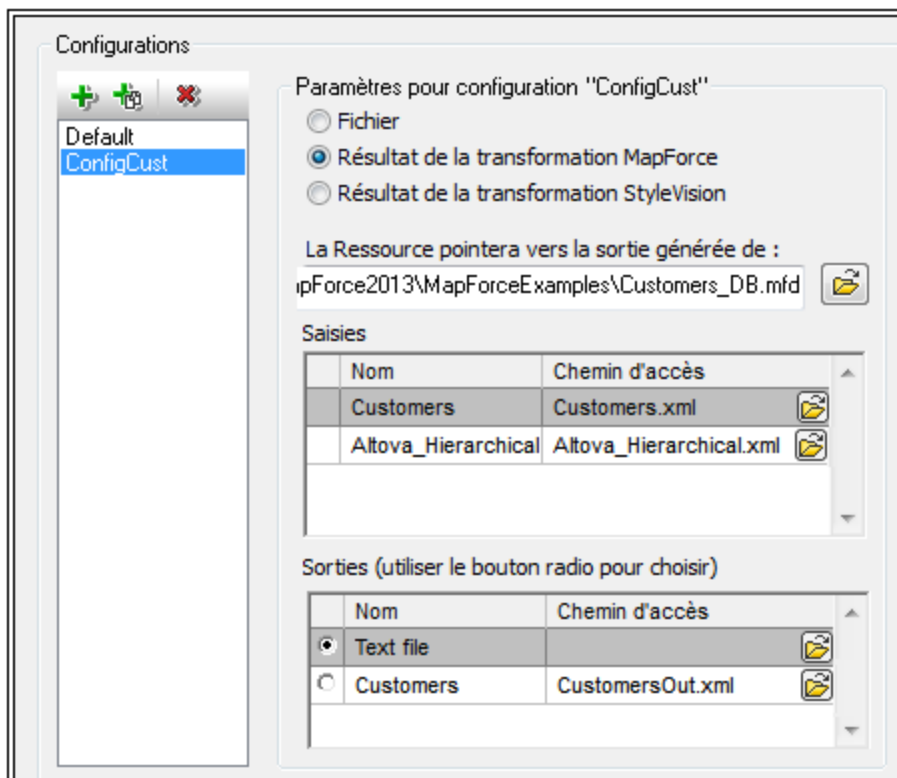 Configurations
Default
ConfigCust
Paramètres pour configuration "ConfigCust"
Fichier
Résultat de la transformation MapForce
Résultat de la transformation StyleVision
La Ressource pointera vers la sortie générée de :
pForce2013\MapForceExamples\Customers_DB.mfd
Saisies
Nom Chemin d'accès
Customers Customers.xml
Altova_Hierarchical Altova_Hierarchical.xml
Sorties (utiliser le bouton radio pour choisir)
Nom Chemin d'accès
Text file
Customers CustomersOut.xml